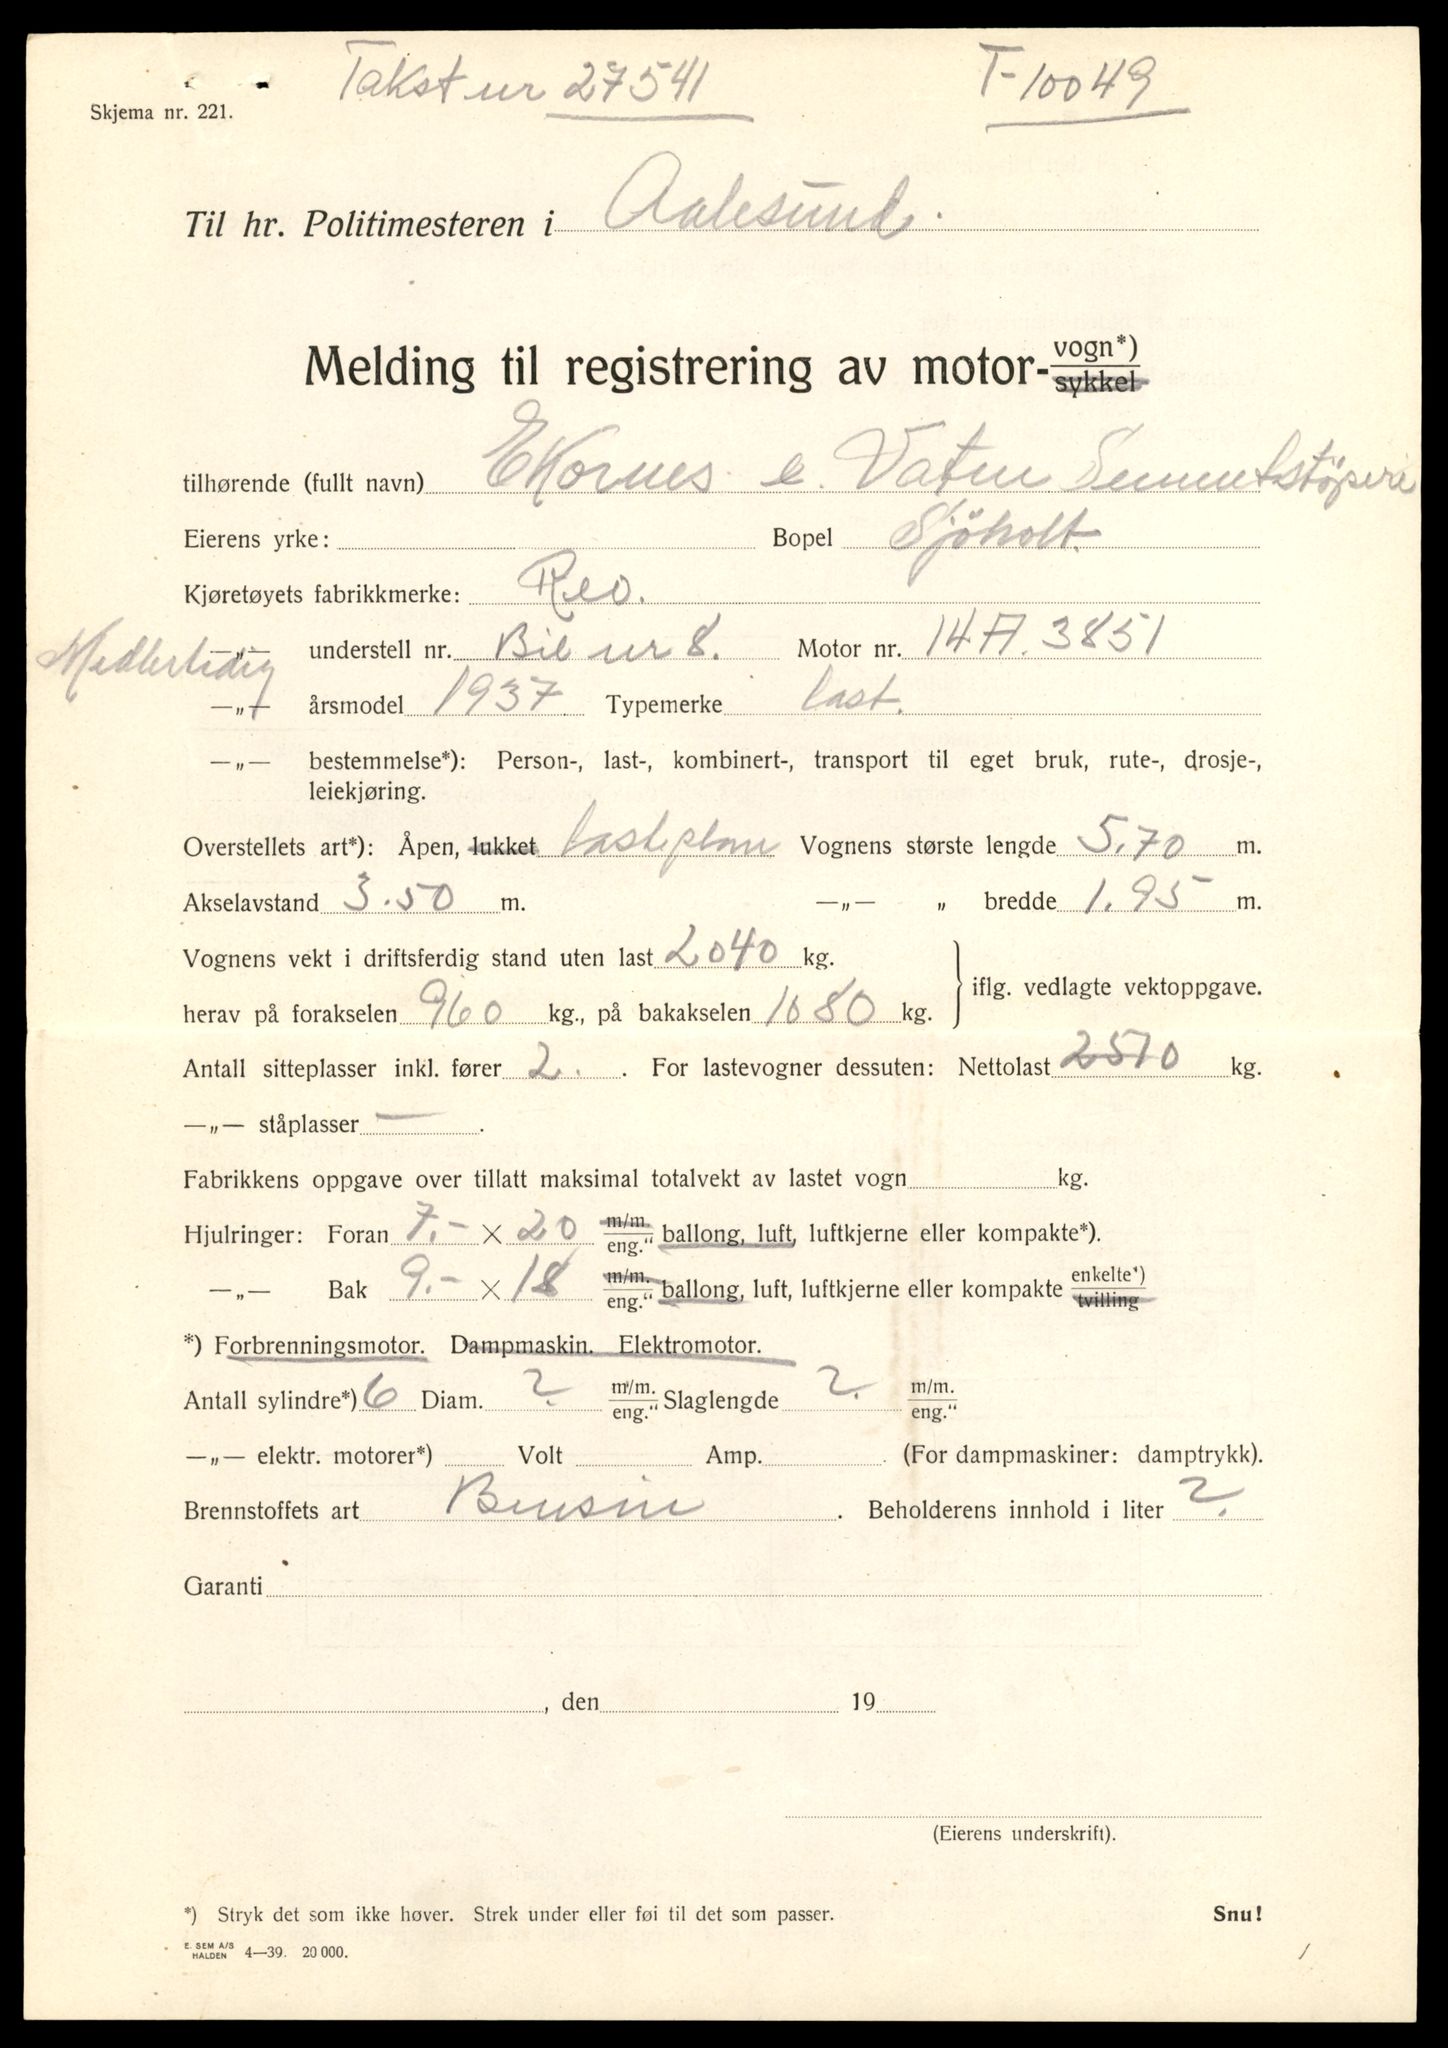 Takst nr 27541 T-10049
Skjema nr. 221.
Til hr. Politimesteren i Aalesund.
Melding til registrering av motor-vogn*)
sykkel
tilhørende (fullt navn) Ekornes e. Vatne Sementstöperi
Eierens yrke: Bopel Sjöholt.
Kjøretøyets fabrikkmerke: Reo.
Midlertidig —„— understell nr. Bil nr 8. Motor nr. 14 A. 3851
—„— årsmodel 1937 Typemerke last.
—„— bestemmelse*): Person-, last-, kombinert-, transport til eget bruk, rute-, drosje-,
leiekjøring.
Overstellets art*): Åpen, lukket lasteplan Vognens største lengde 5.70 m.
Akselavstand 3.50 m. —„— „ bredde 1.95 m.
Vognens vekt i driftsferdig stand uten last 2040 kg.
iflg. vedlagte vektoppgave.
herav på forakselen 960 kg., på bakakselen 1080 kg.
Antall sitteplasser inkl. fører 2. . For lastevogner dessuten: Nettolast 2510 kg.
—„— ståplasser — .
Fabrikkens oppgave over tillatt maksimal totalvekt av lastet vogn kg.
Hjulringer: Foran 7.- × 20 m/m. eng.“ ballong, luft, luftkjerne eller kompakte*).
—„— Bak 9.- × 18 m/m. eng.“ ballong, luft, luftkjerne eller kompakte enkelte*) tvilling
*) Forbrenningsmotor. Dampmaskin. Elektromotor.
Antall sylindre*) 6 Diam. ? m/m. eng.“ Slaglengde ? m/m. eng.“
—„— elektr. motorer*) Volt Amp. . (For dampmaskiner: damptrykk).
Brennstoffets art Bensin . Beholderens innhold i liter ?
Garanti
, den 19
(Eierens underskrift).
*) Stryk det som ikke høver. Strek under eller føi til det som passer. Snu!
E. SEM A/S
HALDEN 4—39. 20 000.